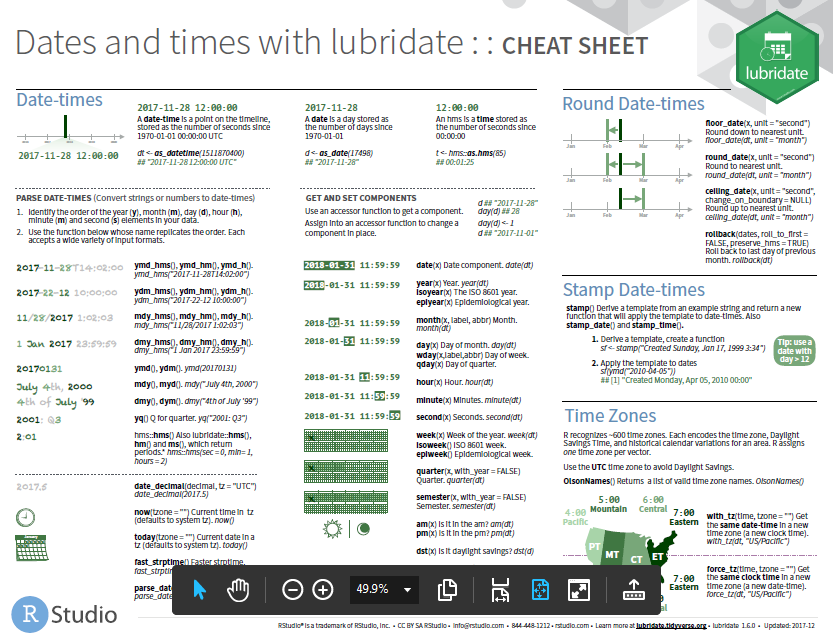 Dates and times with lubridate : : CHEAT SHEET
lubridate
Date-times
2017-11-28 12:00:00
2017-11-28 12:00:00
A date-time is a point on the timeline,
stored as the number of seconds since
1970-01-01 00:00:00 UTC
dt <- as_datetime(1511870400)
## "2017-11-28 12:00:00 UTC"
2017-11-28
A date is a day stored as
the number of days since
1970-01-01
d <- as_date(17498)
## "2017-11-28"
12:00:00
An hms is a time stored as
the number of seconds since
00:00:00
t <- hms::as.hms(85)
## 00:01:25
PARSE DATE-TIMES (Convert strings or numbers to date-times)
1. Identify the order of the year (y), month (m), day (d), hour (h),
minute (m) and second (s) elements in your data.
2. Use the function below whose name replicates the order. Each
accepts a wide variety of input formats.
2017-11-28T14:02:00
ymd_hms(), ymd_hm(), ymd_h().
ymd_hms("2017-11-28T14:02:00")
2017-22-12 10:00:00
ydm_hms(), ydm_hm(), ydm_h().
ydm_hms("2017-22-12 10:00:00")
11/28/2017 1:02:03
mdy_hms(), mdy_hm(), mdy_h().
mdy_hms("11/28/2017 1:02:03")
1 Jan 2017 23:59:59
dmy_hms(), dmy_hm(), dmy_h().
dmy_hms("1 Jan 2017 23:59:59")
20170131
ymd(), ydm(). ymd(20170131)
July 4th, 2000
mdy(), myd(). mdy("July 4th, 2000")
4th of July '99
dmy(), dym(). dmy("4th of July '99")
2001: Q3
yq() Q for quarter. yq("2001: Q3")
2:01
hms::hms() Also lubridate::hms(),
hm() and ms(), which return
periods.* hms::hms(sec = 0, min= 1,
hours = 2)
2017.5
date_decimal(decimal, tz = "UTC")
date_decimal(2017.5)
now(tzone = "") Current time in tz
(defaults to system tz). now()
January
today(tzone = "") Current date in a
tz (defaults to system tz). today()
fast_strptime() Faster strptime.
fast_strptim
parse_date
parse_date
GET AND SET COMPONENTS
Use an accessor function to get a component.
Assign into an accessor function to change a
component in place.
d ## "2017-11-28"
day(d) ## 28
day(d) <- 1
d ## "2017-11-01"
2018-01-31 11:59:59
date(x) Date component. date(dt)
2018-01-31 11:59:59
year(x) Year. year(dt)
isoyear(x) The ISO 8601 year.
epiyear(x) Epidemiological year.
2018-01-31 11:59:59
month(x, label, abbr) Month.
month(dt)
2018-01-31 11:59:59
day(x) Day of month. day(dt)
wday(x,label,abbr) Day of week.
qday(x) Day of quarter.
2018-01-31 11:59:59
hour(x) Hour. hour(dt)
2018-01-31 11:59:59
minute(x) Minutes. minute(dt)
2018-01-31 11:59:59
second(x) Seconds. second(dt)
week(x) Week of the year. week(dt)
isoweek() ISO 8601 week.
epiweek() Epidemiological week.
quarter(x, with_year = FALSE)
Quarter. quarter(dt)
semester(x, with_year = FALSE)
Semester. semester(dt)
am(x) Is it in the am? am(dt)
pm(x) Is it in the pm? pm(dt)
dst(x) Is it daylight savings? dst(d)
Round Date-times
Jan Feb Mar Apr
floor_date(x, unit = "second")
Round down to nearest unit.
floor_date(dt, unit = "month")
Jan Feb Mar Apr
round_date(x, unit = "second")
Round to nearest unit.
round_date(dt, unit = "month")
Jan Feb Mar Apr
ceiling_date(x, unit = "second",
change_on_boundary = NULL)
Round up to nearest unit.
ceiling_date(dt, unit = "month")
rollback(dates, roll_to_first =
FALSE, preserve_hms = TRUE)
Roll back to last day of previous
month. rollback(dt)
Stamp Date-times
stamp() Derive a template from an example string and return a new
function that will apply the template to date-times. Also
stamp_date() and stamp_time().
1. Derive a template, create a function
sf <- stamp("Created Sunday, Jan 17, 1999 3:34")
2. Apply the template to dates
sf(ymd("2010-04-05"))
## [1] "Created Monday, Apr 05, 2010 00:00"
Tip: use a
date with
day > 12
Time Zones
R recognizes ~600 time zones. Each encodes the time zone, Daylight
Savings Time, and historical calendar variations for an area. R assigns
one time zone per vector.
Use the UTC time zone to avoid Daylight Savings.
OlsonNames() Returns a list of valid time zone names. OlsonNames()
4:00
Pacific
5:00
Mountain
6:00
Central
7:00
Eastern
PT
MT
CT
ET
with_tz(time, tzone = "") Get
the same date-time in a new
time zone (a new clock time).
with_tz(dt, "US/Pacific")
7:00
Eastern
force_tz(time, tzone = "") Get
the same clock time in a new
time zone (a new date-time).
force_tz(dt, "US/Pacific")
49.9%
R Studio
RStudio® is a trademark of RStudio, Inc. • CC BY SA RStudio • info@rstudio.com • 844-448-1212 • rstudio.com • Learn more at lubridate.tidyverse.org • lubridate 1.6.0 • Updated: 2017-12